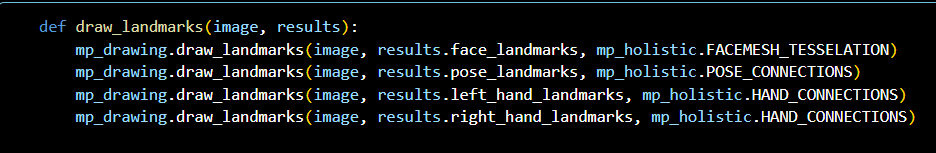 def draw_landmarks(image, results):
    mp_drawing.draw_landmarks(image, results.face_landmarks, mp_holistic.FACEMESH_TESSELATION)
    mp_drawing.draw_landmarks(image, results.pose_landmarks, mp_holistic.POSE_CONNECTIONS)
    mp_drawing.draw_landmarks(image, results.left_hand_landmarks, mp_holistic.HAND_CONNECTIONS)
    mp_drawing.draw_landmarks(image, results.right_hand_landmarks, mp_holistic.HAND_CONNECTIONS)